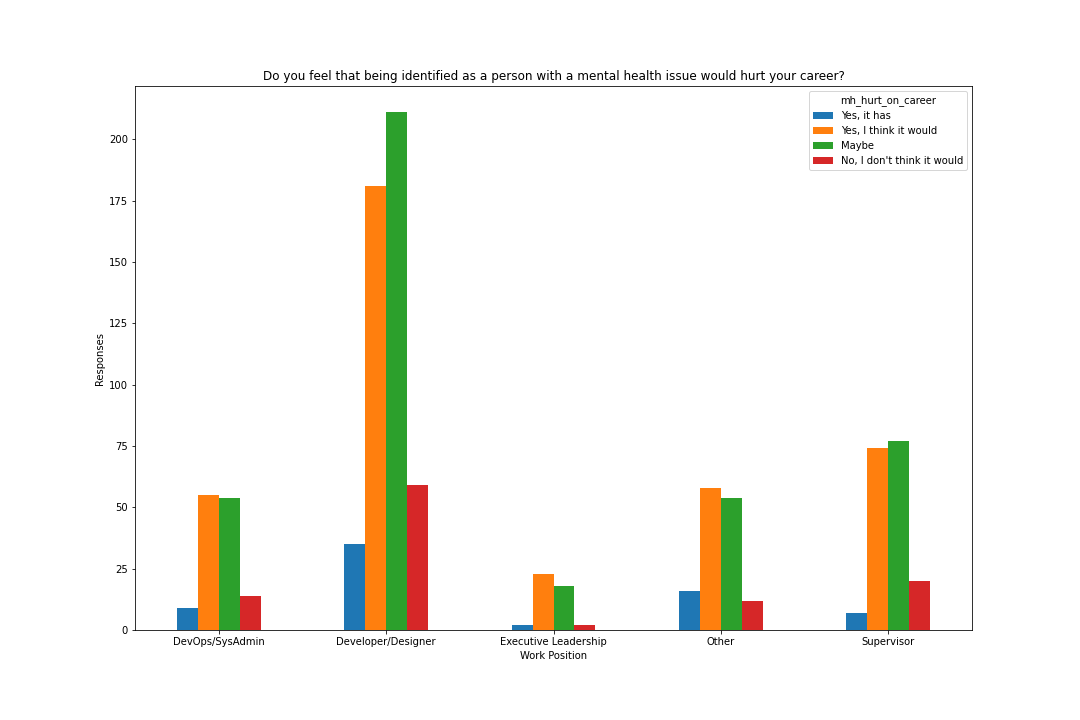 Do you feel that being identified as a person with a mental health issue would hurt your career?
mh_hurt_on_career
Yes, it has
Yes, I think it would
Maybe
No, I don't think it would
Responses
200
175
150
125
100
75
50
25
0
DevOps/SysAdmin Developer/Designer Executive Leadership Other Supervisor
Work Position